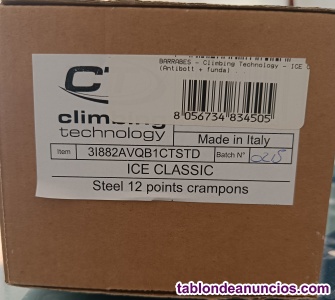 BARRABES - Climbing Technology - ICE
(Antibott + funda)
8 056734 834505
climbing
technology
Made in Italy
Item 3I882AVQB1CTSTD Batch N° 0215
ICE CLASSIC
Steel 12 points crampons
tablondeanuncios.com